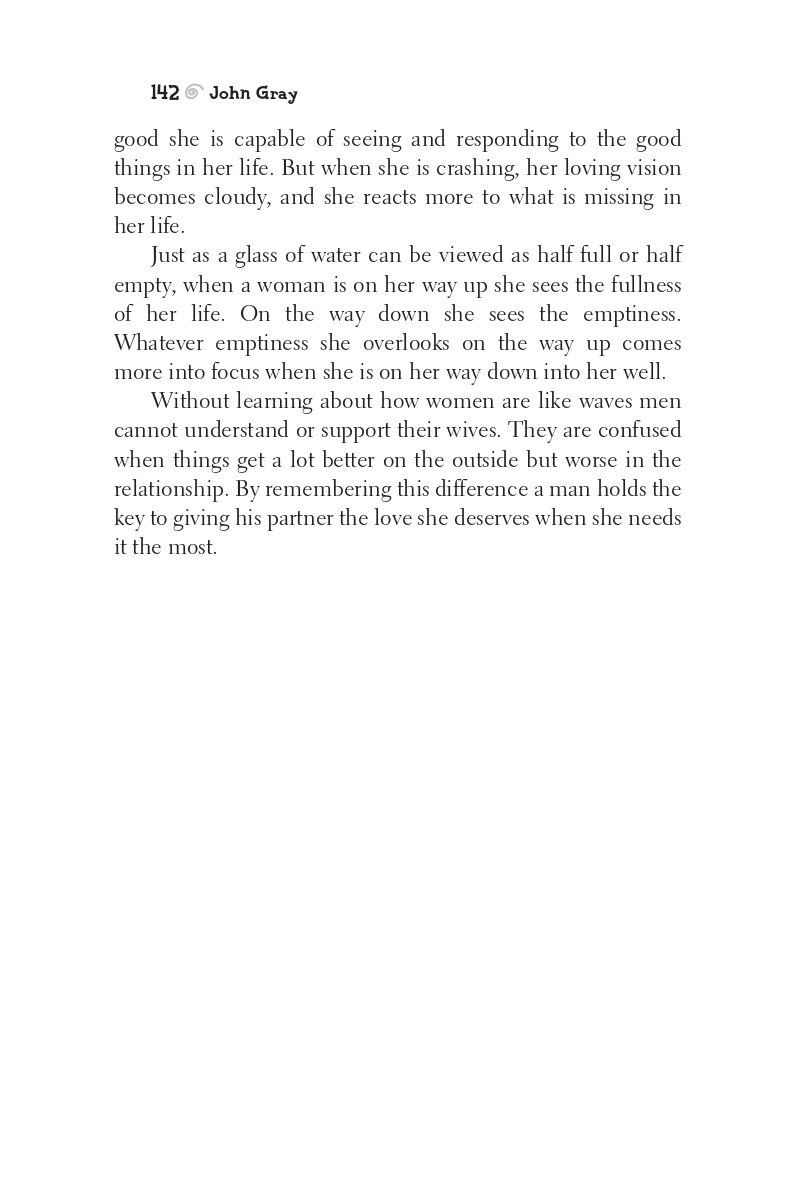 142 John Gray
good she is capable of seeing and responding to the good
things in her life. But when she is crashing, her loving vision
becomes cloudy, and she reacts more to what is missing in
her life.
Just as a glass of water can be viewed as half full or half
empty, when a woman is on her way up she sees the fullness
of her life. On the way down she sees the emptiness.
Whatever emptiness she overlooks on the way up comes
more into focus when she is on her way down into her well.
Without learning about how women are like waves men
cannot understand or support their wives. They are confused
when things get a lot better on the outside but worse in the
relationship. By remembering this difference a man holds the
key to giving his partner the love she deserves when she needs
it the most.